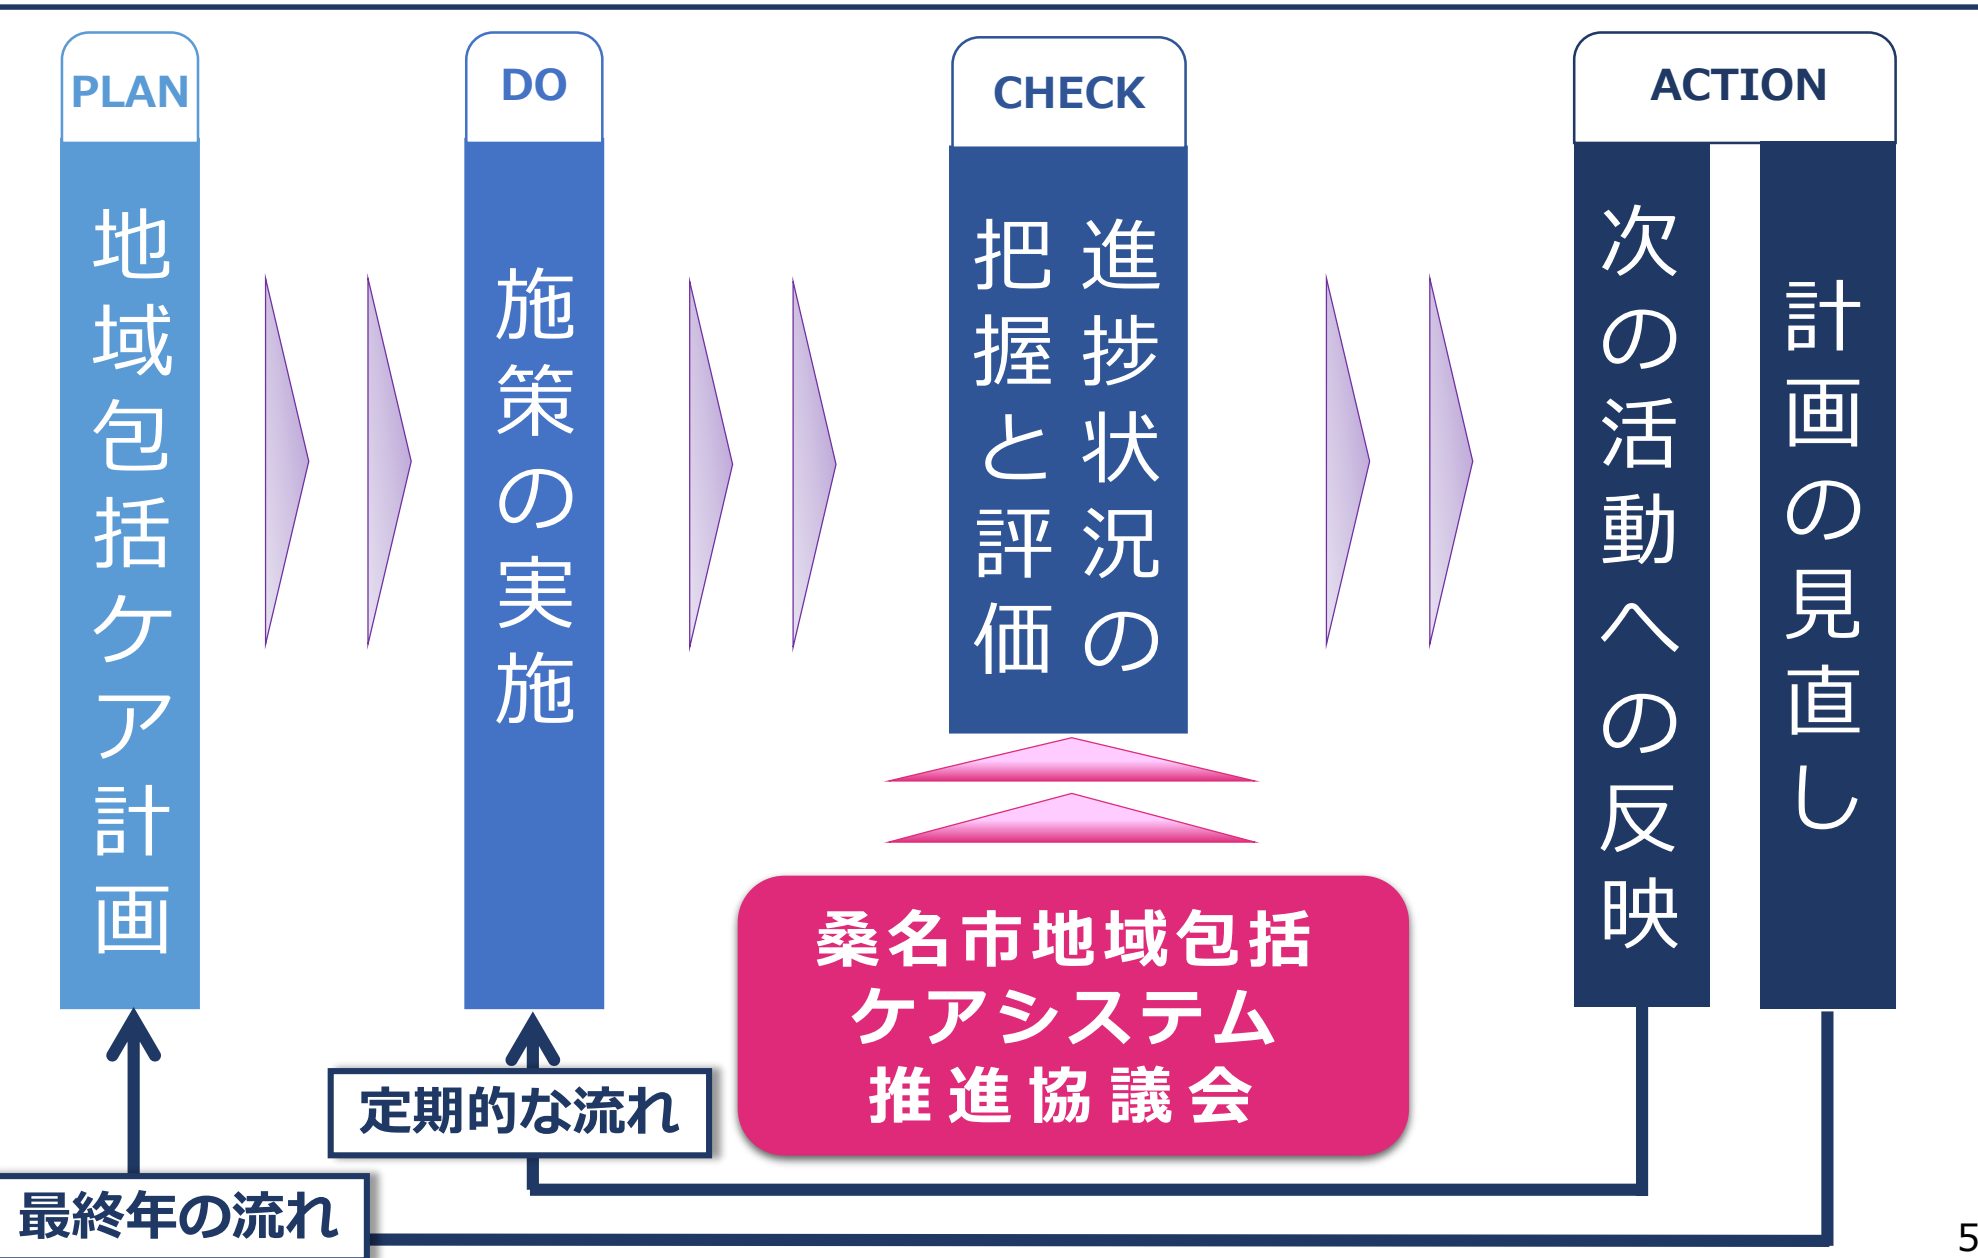 PLAN
地域包括ケア計画
DO
施策の実施
CHECK
進捗状況の
把握と評価
ACTION
計画の見直し
次の活動への反映
桑名市地域包括
ケアシステム
推進協議会
定期的な流れ
最終年の流れ
5